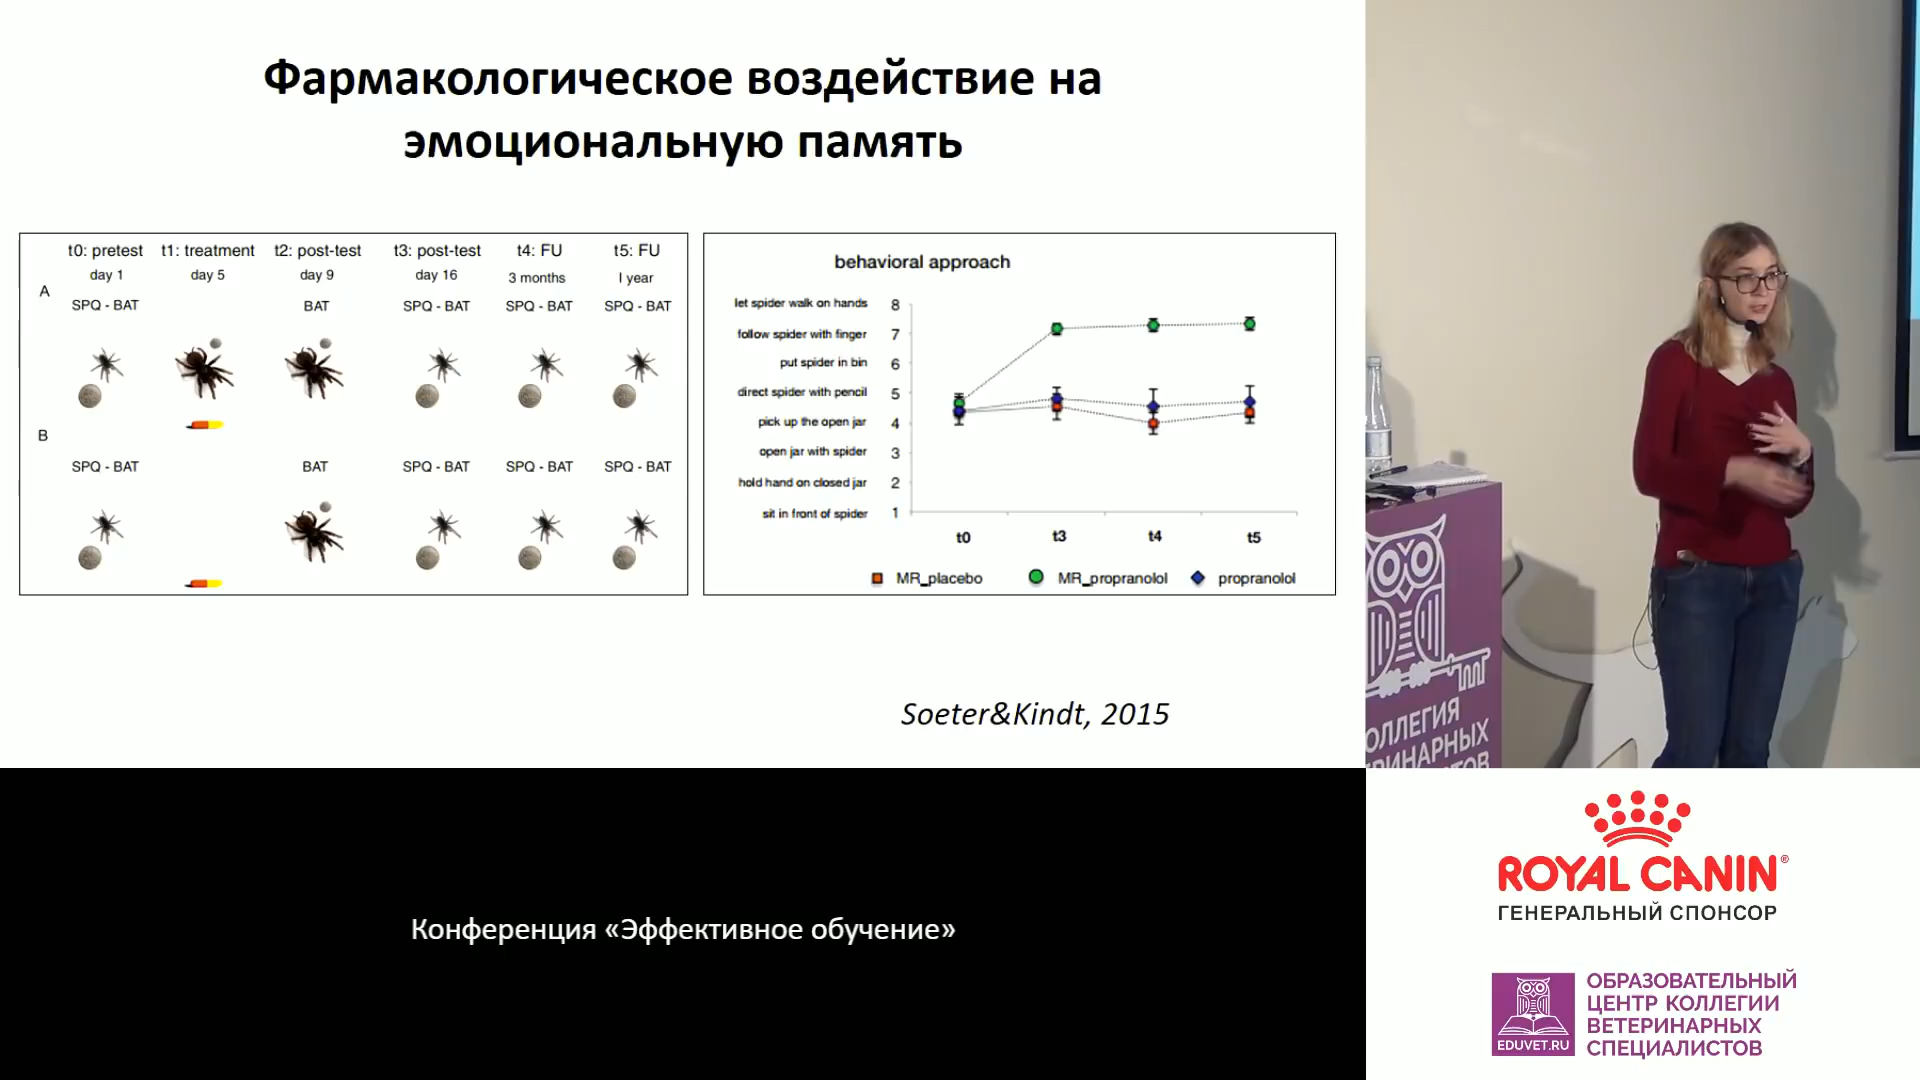 Фармакологическое воздействие на
эмоциональную память
t0: pretest t1: treatment t2: post-test t3: post-test t4: FU t5: FU
day 1 day 5 day 9 day 16 3 months 1 year
A
SPQ - BAT BAT SPQ - BAT SPQ - BAT SPQ - BAT
B
SPQ - BAT BAT SPQ - BAT SPQ - BAT SPQ - BAT
behavioral approach
let spider walk on hands 8
follow spider with finger 7
put spider in bin 6
direct spider with pencil 5
pick up the open jar 4
open jar with spider 3
hold hand on closed jar 2
sit in front of spider 1
t0 t3 t4 t5
MR_placebo MR_propranolol propranolol
Soeter&Kindt, 2015
ОЛЛЕГИЯ
РИНАРНЫХ
ТОВ
Конференция «Эффективное обучение»
ROYAL CANIN®
ГЕНЕРАЛЬНЫЙ СПОНСОР
EDUVET.RU
ОБРАЗОВАТЕЛЬНЫЙ
ЦЕНТР КОЛЛЕГИИ
ВЕТЕРИНАРНЫХ
СПЕЦИАЛИСТОВ